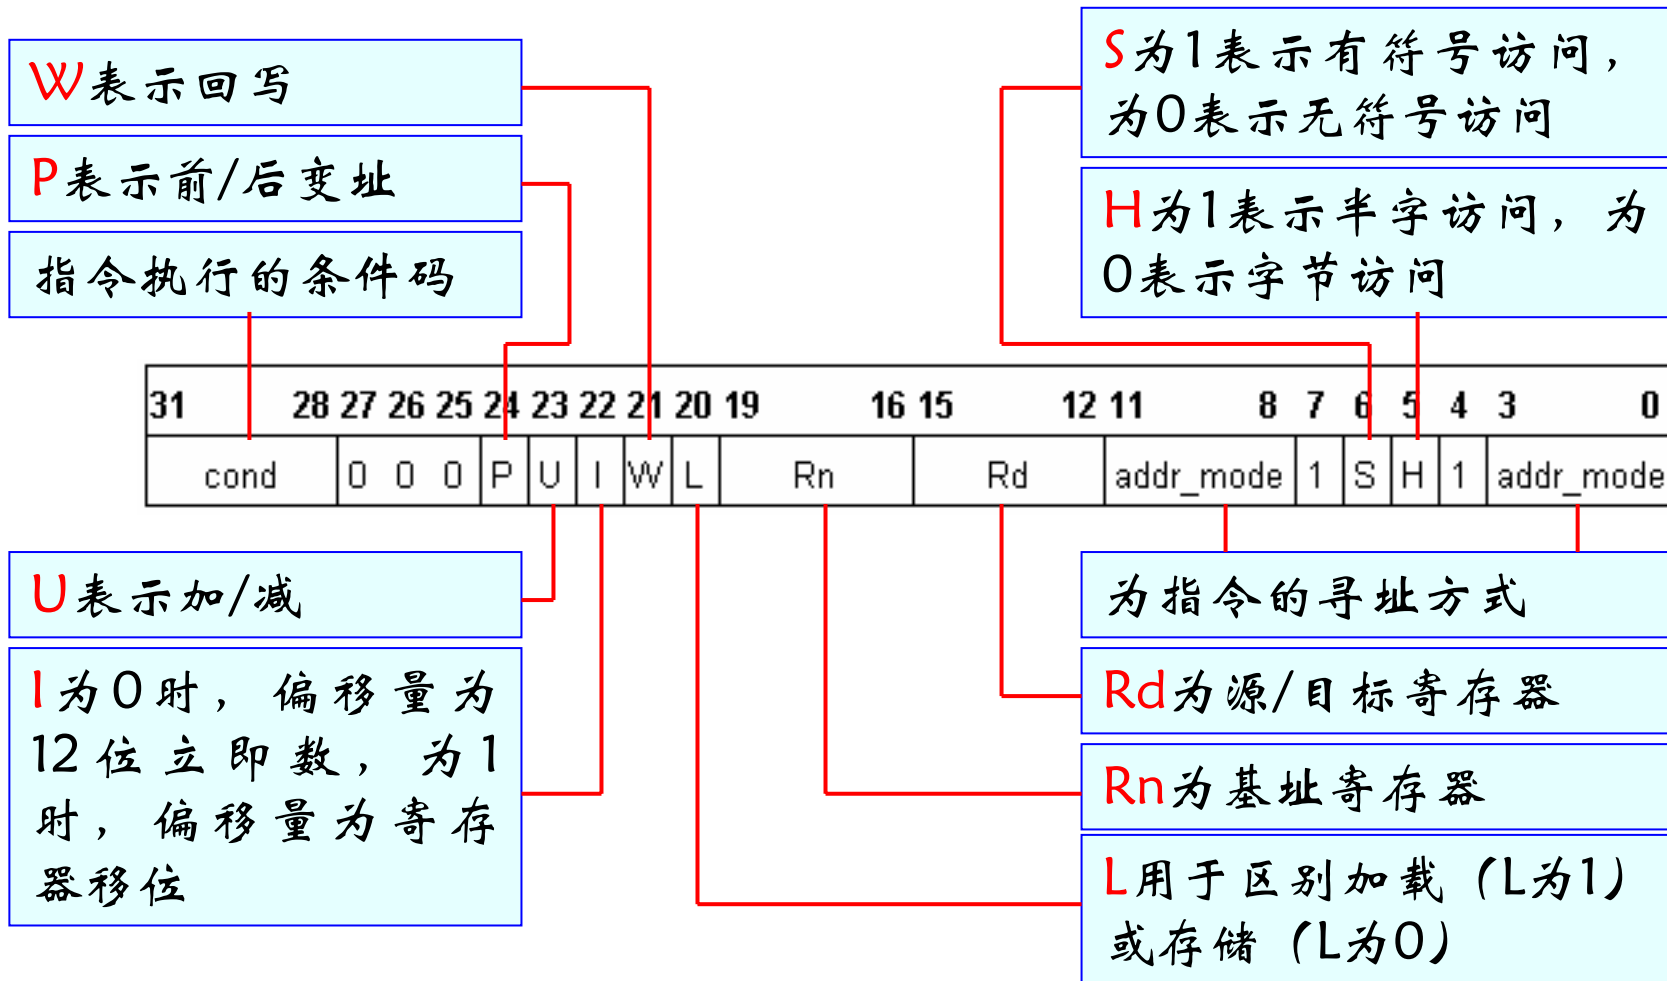 W表示回写
P表示前/后变址
指令执行的条件码
S为1表示有符号访问，
为0表示无符号访问
H为1表示半字访问，为
0表示字节访问
31 28 27 26 25 24 23 22 21 20 19 16 15 12 11 8 7 6 5 4 3 0
cond 0 0 0 P U I W L Rn Rd addr_mode 1 S H 1 addr_mode
U表示加/减
I为0时，偏移量为
12位立即数，为1
时，偏移量为寄存
器移位
为指令的寻址方式
Rd为源/目标寄存器
Rn为基址寄存器
L用于区别加载（L为1）
或存储（L为0）